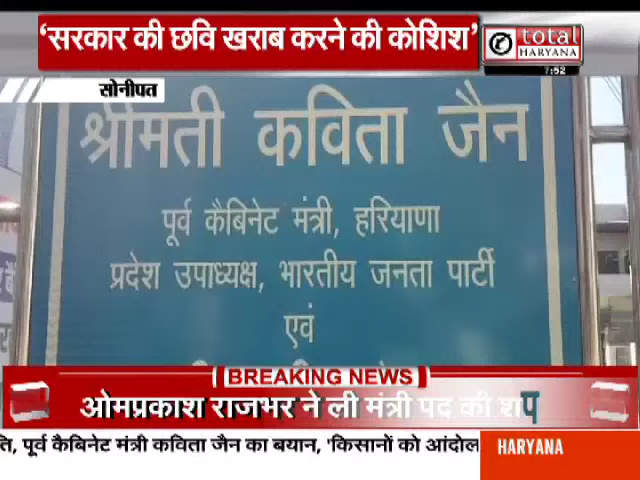 'सरकार की छवि खराब करने की कोशिश'
total
HARYANA
7:52
सोनीपत
श्रीमती कविता जैन
पूर्व कैबिनेट मंत्री, हरियाणा
प्रदेश उपाध्यक्ष, भारतीय जनता पार्टी
एवं
BREAKING NEWS
ओमप्रकाश राजभर ने ली मंत्री पद की शप
ति, पूर्व कैबिनेट मंत्री कविता जैन का बयान, 'किसानों को आंदोल
HARYANA